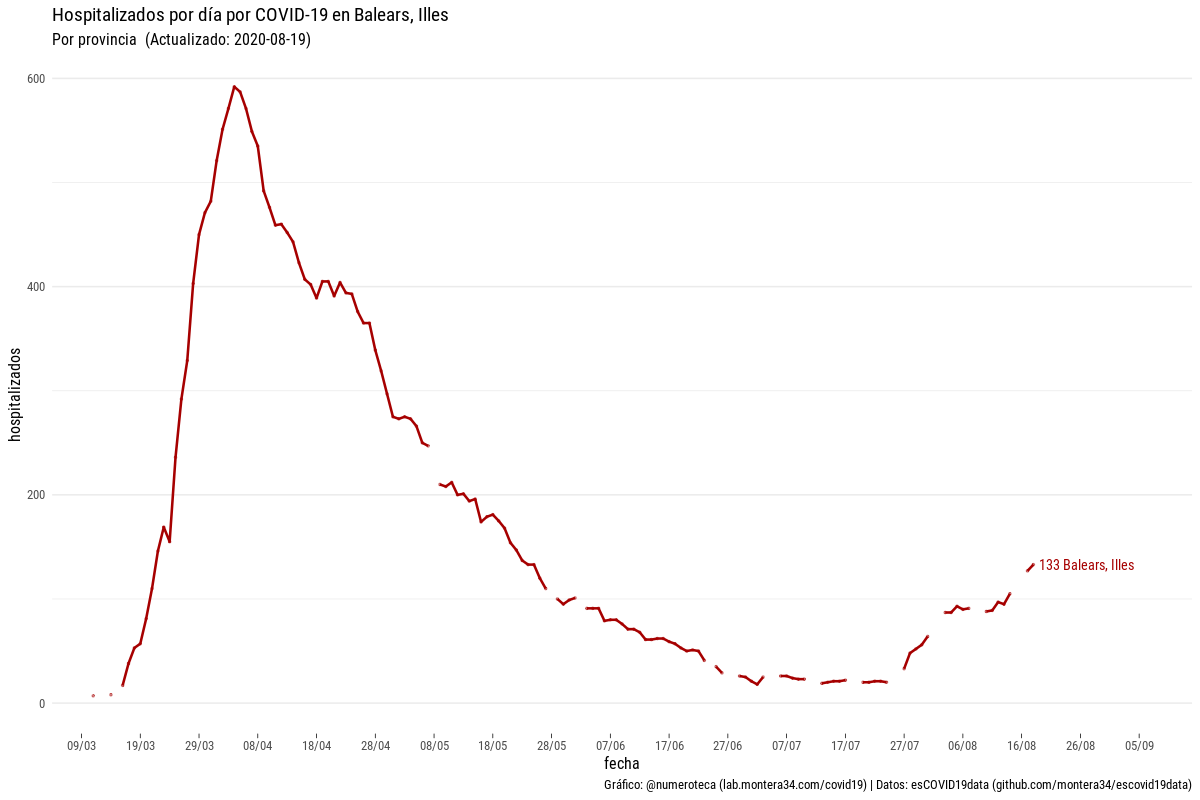 Hospitalizados por día por COVID-19 en Balears, Illes
Por provincia (Actualizado: 2020-08-19)
hospitalizados
600
400
200
0
133 Balears, Illes
09/03 19/03 29/03 08/04 18/04 28/04 08/05 18/05 28/05 07/06 17/06 27/06 07/07 17/07 27/07 06/08 16/08 26/08 05/09
fecha
Gráfico: @numeroteca (lab.montera34.com/covid19) | Datos: esCOVID19data (github.com/montera34/escovid19data)